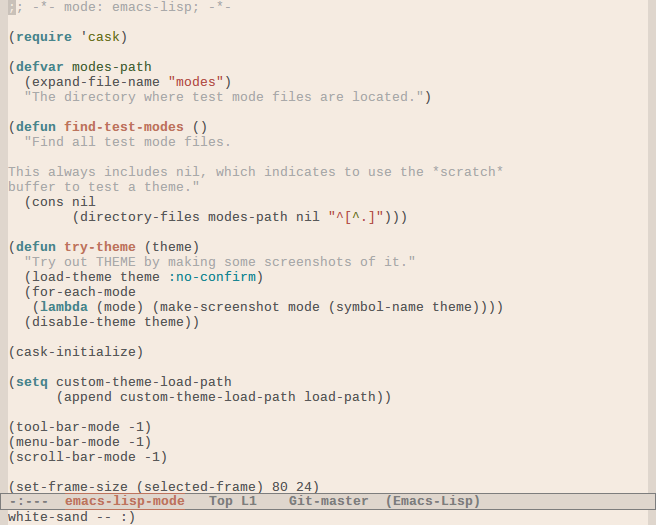 ;; -*- mode: emacs-lisp; -*-

(require 'cask)

(defvar modes-path
  (expand-file-name "modes")
  "The directory where test mode files are located.")

(defun find-test-modes ()
  "Find all test mode files.

This always includes nil, which indicates to use the *scratch*
buffer to test a theme."
  (cons nil
        (directory-files modes-path nil "^[^.]")))

(defun try-theme (theme)
  "Try out THEME by making some screenshots of it."
  (load-theme theme :no-confirm)
  (for-each-mode
   (lambda (mode) (make-screenshot mode (symbol-name theme))))
  (disable-theme theme))

(cask-initialize)

(setq custom-theme-load-path
      (append custom-theme-load-path load-path))

(tool-bar-mode -1)
(menu-bar-mode -1)
(scroll-bar-mode -1)

(set-frame-size (selected-frame) 80 24)
-:---  emacs-lisp-mode   Top L1    Git-master  (Emacs-Lisp)
white-sand -- :)